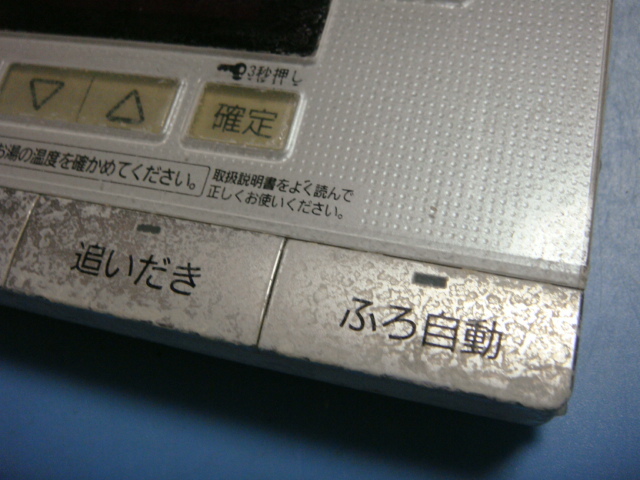 3秒押し
▽ △ 確定
お湯の温度を確かめてください。
取扱説明書をよく読んで
正しくお使いください。
追いだき
ふろ自動